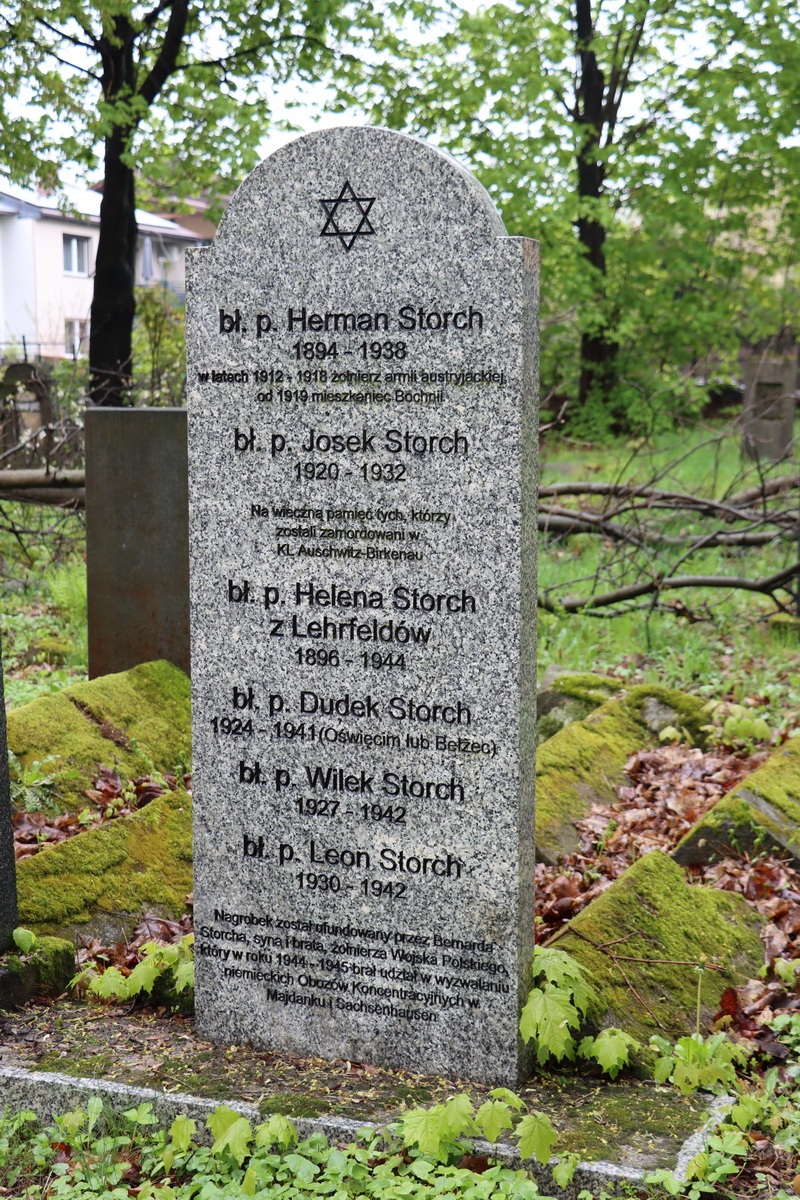 bł. p. Herman Storch
1894 - 1938
w latach 1912 - 1918 żołnierz armii austryjackiej,
od 1919 mieszkaniec Bochnii
bł. p. Josek Storch
1920 - 1932
Na wieczną pamięć tych, którzy
zostali zamordowani w
KL Auschwitz-Birkenau
bł. p. Helena Storch
z Lehrfeldów
1896 - 1944
bł. p. Dudek Storch
1924 - 1941(Oświęcim lub Bełżec)
bł. p. Wilek Storch
1927 - 1942
bł. p. Leon Storch
1930 - 1942
Nagrobek został ufundowany przez Bernarda
Storcha, syna i brata, żołnierza Wojska Polskiego,
który w roku 1944 - 1945 brał udział w wyzwalaniu
niemieckich Obozów Koncentracyjnych w
Majdanku i Sachsenhausen